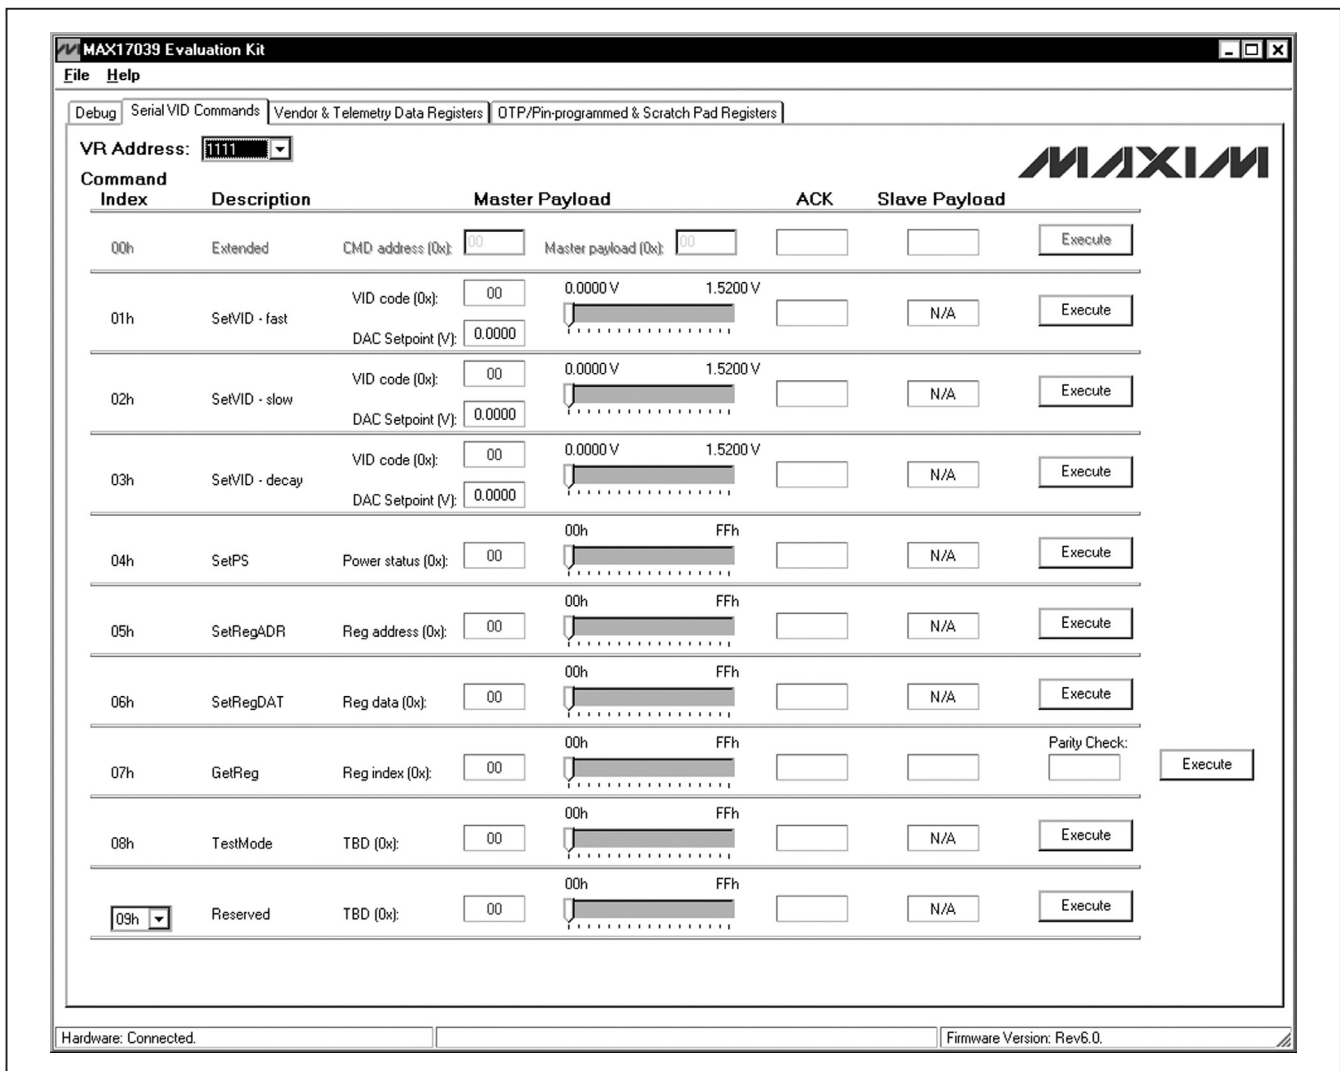 MAX17039 Evaluation Kit
File Help
Debug Serial VID Commands Vendor & Telemetry Data Registers OTP/Pin-programmed & Scratch Pad Registers
VR Address: 1111
MAXIM
Command
Index Description Master Payload ACK Slave Payload
00h Extended CMD address (0x): 00 Master payload (0x): 00 Execute
0.0000 V 1.5200 V
VID code (0x): 00
01h SetVID - fast N/A Execute
DAC Setpoint (V): 0.0000
0.0000 V 1.5200 V
VID code (0x): 00
02h SetVID - slow N/A Execute
DAC Setpoint (V): 0.0000
0.0000 V 1.5200 V
VID code (0x): 00
03h SetVID - decay N/A Execute
DAC Setpoint (V): 0.0000
00h FFh
04h SetPS Power status (0x): 00 N/A Execute
00h FFh
05h SetRegADR Reg address (0x): 00 N/A Execute
00h FFh
06h SetRegDAT Reg data (0x): 00 N/A Execute
00h FFh Parity Check:
07h GetReg Reg index (0x): 00 Execute
00h FFh
08h TestMode TBD (0x): 00 N/A Execute
00h FFh
09h Reserved TBD (0x): 00 N/A Execute
Hardware: Connected. Firmware Version: Rev6.0.